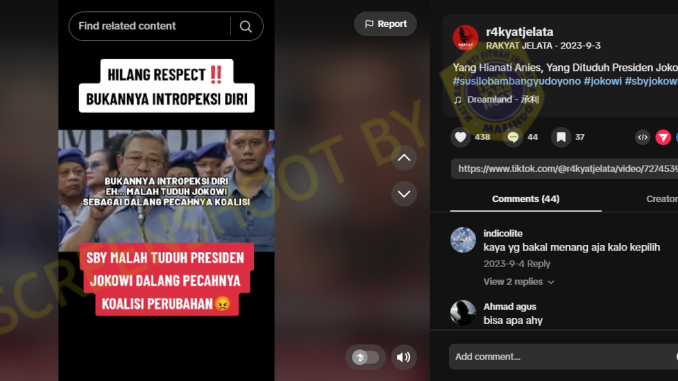 Find related content
Report
HILANG RESPECT‼️
BUKANNYA INTROPEKSI DIRI
BUKANNYA INTROPEKSI DIRI
EH... MALAH TUDUH JOKOWI
SEBAGAI DALANG PECAHNYA KOALISI
SBY MALAH TUDUH PRESIDEN
JOKOWI DALANG PECAHNYA
KOALISI PERUBAHAN😡
SCREENSHOOT BY
MAFINDO
r4kyatjelata
RAKYAT JELATA · 2023-9-3
Yang Hianati Anies, Yang Dituduh Presiden Joko
#susilobambangyudoyono #jokowi #sbyjokow
♫ Dreamland - 承利
438
44
37
</>
https://www.tiktok.com/@r4kyatjelata/video/7274539
Comments (44)
Creator
indicolite
kaya yg bakal menang aja kalo kepilih
2023-9-4 Reply
View 2 replies
Ahmad agus
bisa apa ahy
Add comment...